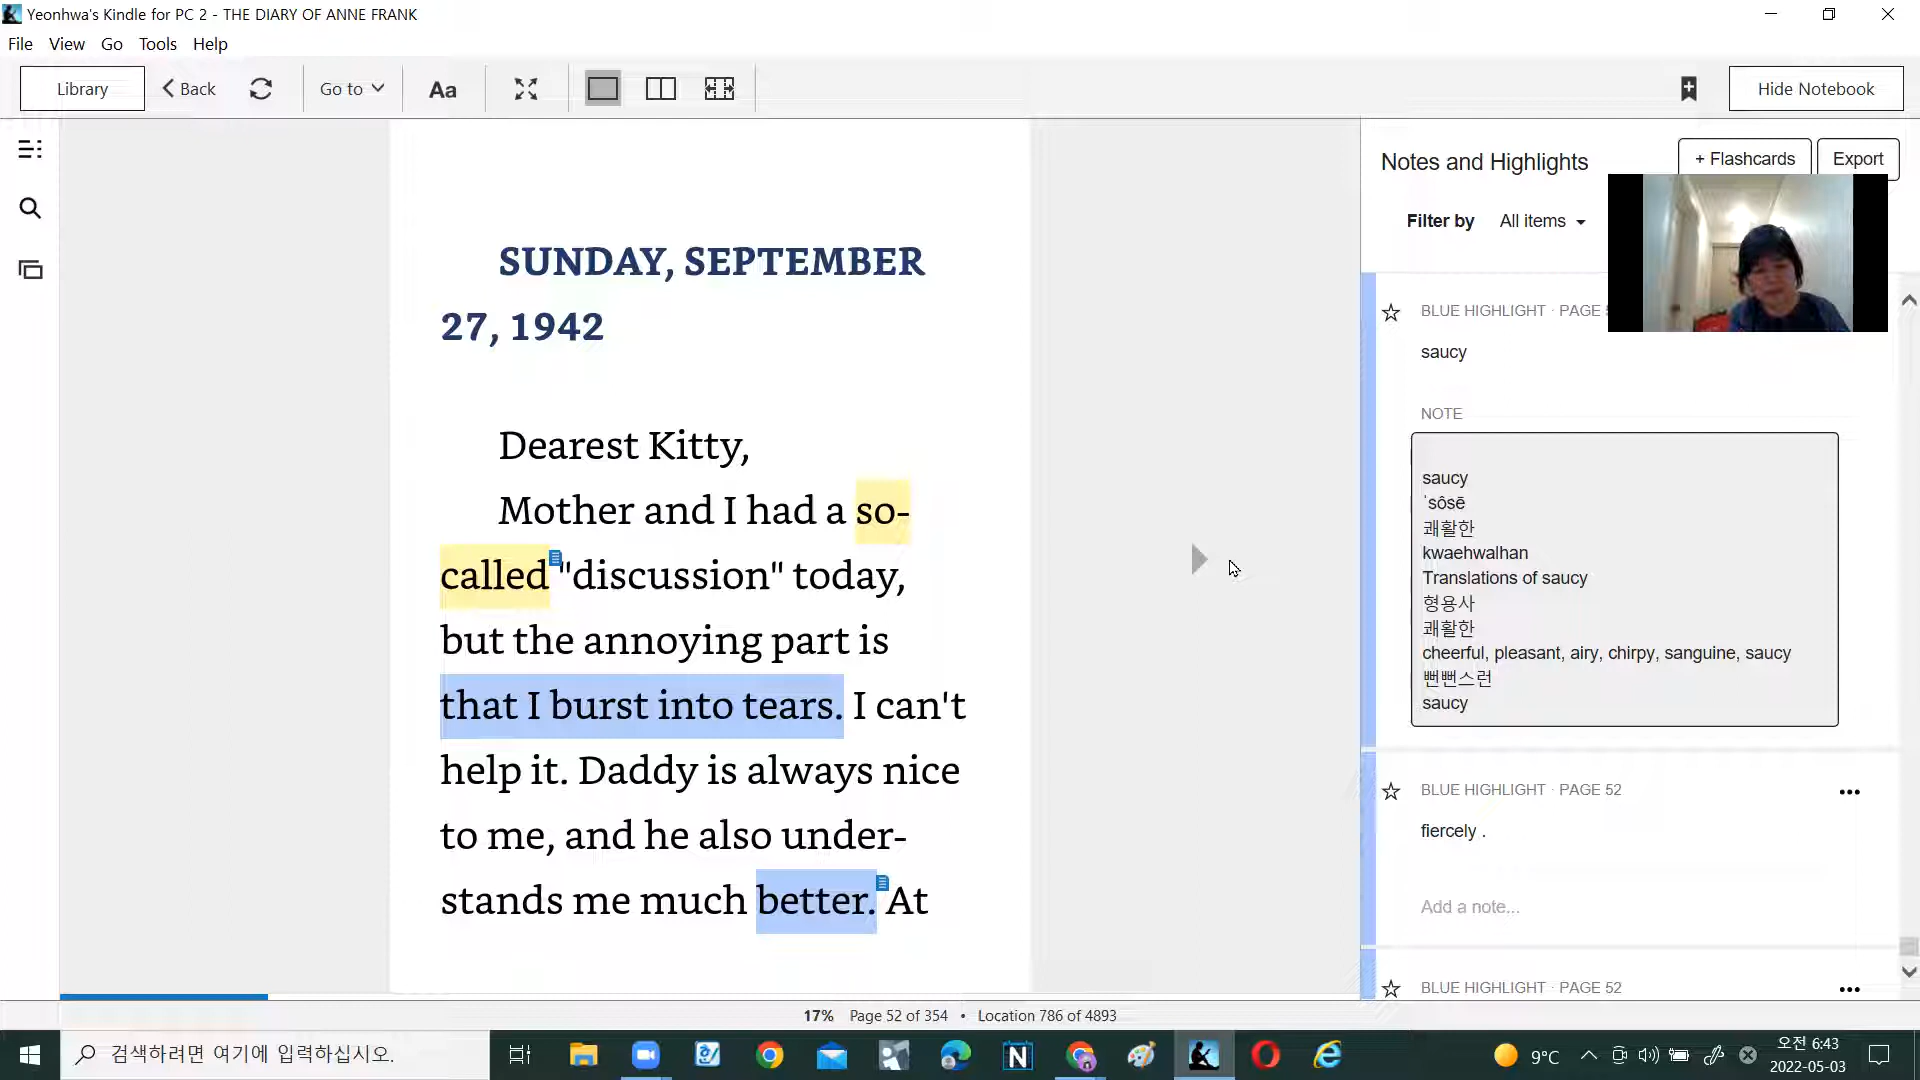 Yeonhwa's Kindle for PC 2 - THE DIARY OF ANNE FRANK
File View Go Tools Help
Library Back Go to Aa Hide Notebook
Notes and Highlights + Flashcards Export
Filter by All items
SUNDAY, SEPTEMBER
27, 1942
Dearest Kitty,
Mother and I had a so-
called "discussion" today,
but the annoying part is
that I burst into tears. I can't
help it. Daddy is always nice
to me, and he also under-
stands me much better. At
BLUE HIGHLIGHT · PAGE
saucy
NOTE
saucy
ˈsôsē
쾌활한
kwaehwalhan
Translations of saucy
형용사
쾌활한
cheerful, pleasant, airy, chirpy, sanguine, saucy
뻔뻔스런
saucy
BLUE HIGHLIGHT · PAGE 52
fiercely .
Add a note...
BLUE HIGHLIGHT · PAGE 52
17% Page 52 of 354 • Location 786 of 4893
검색하려면 여기에 입력하십시오.
9°C
오전 6:43
2022-05-03